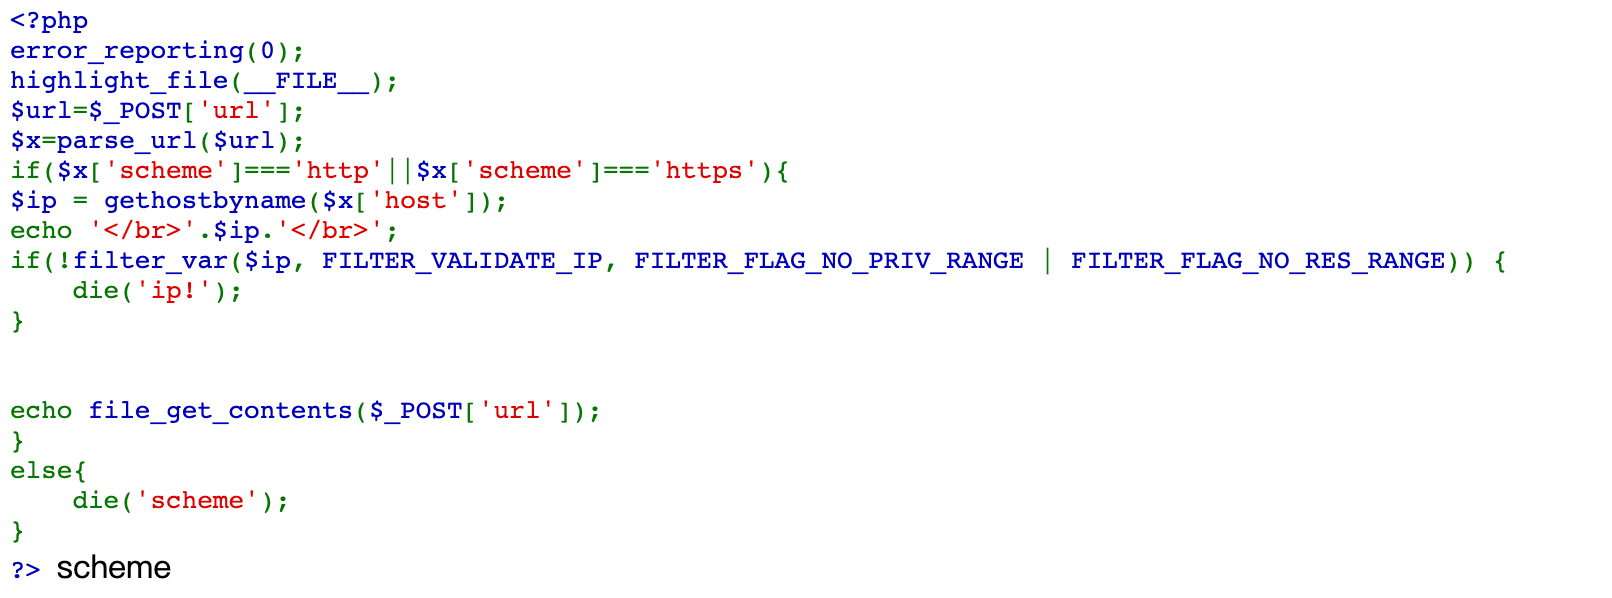 <?php
error_reporting(0);
highlight_file(__FILE__);
$url=$_POST['url'];
$x=parse_url($url);
if($x['scheme']==='http'||$x['scheme']==='https'){
$ip = gethostbyname($x['host']);
echo '</br>'.$ip.'</br>';
if(!filter_var($ip, FILTER_VALIDATE_IP, FILTER_FLAG_NO_PRIV_RANGE | FILTER_FLAG_NO_RES_RANGE)) {
    die('ip!');
}
echo file_get_contents($_POST['url']);
}
else{
    die('scheme');
}
?> scheme